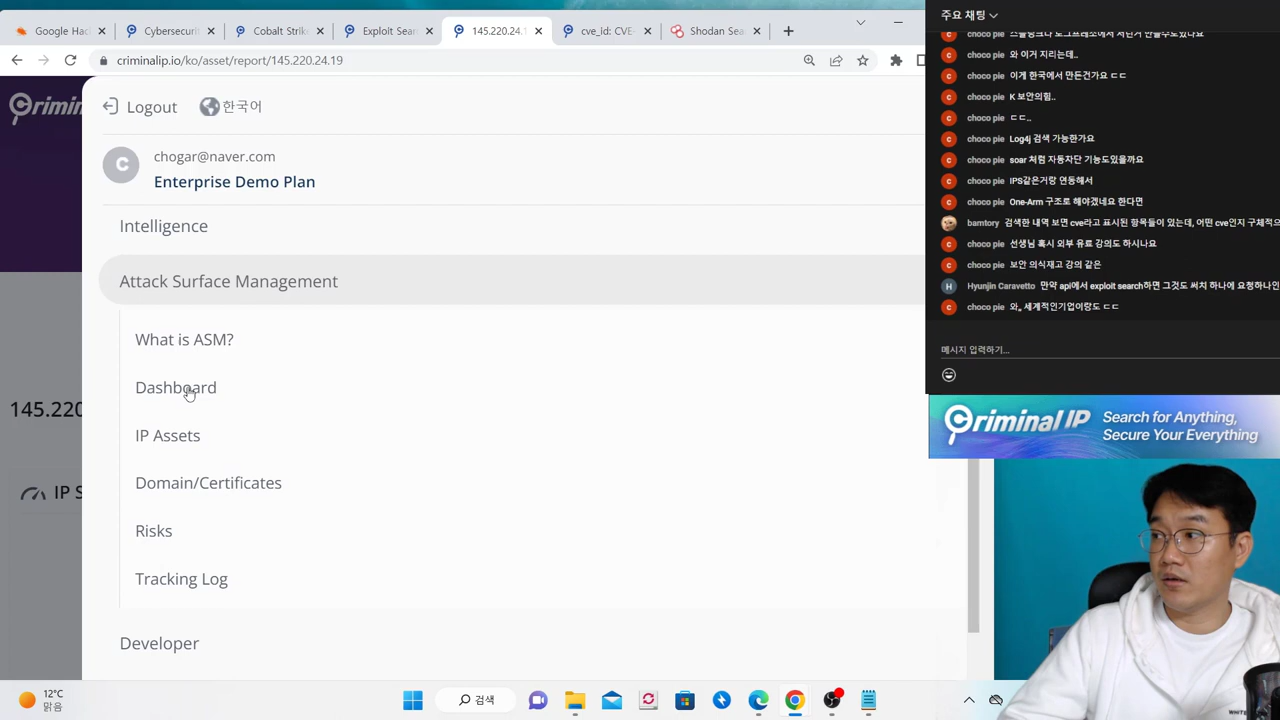 Google Hac
Cybersecuri
Cobalt Strik
Exploit Sear
145.220.24.1
cve_id: CVE-
Shodan Sea
criminalip.io/ko/asset/report/145.220.24.19
Crimin
Logout
한국어
C
chogar@naver.com
Enterprise Demo Plan
Intelligence
Attack Surface Management
What is ASM?
Dashboard
IP Assets
Domain/Certificates
Risks
Tracking Log
Developer
145.220
IP S
주요 채팅
choco pie 와 이거 지리는데..
choco pie 이게 한국에서 만든건가요 ㄷㄷ
choco pie K 보안의힘..
choco pie ㄷㄷ..
choco pie Log4j 검색 가능한가요
choco pie soar 처럼 자동차단 기능도있을까요
choco pie IPS같은거랑 연동해서
choco pie One-Arm 구조로 해야겠네요 한다면
bamtory 검색한 내역 보면 cve라고 표시된 항목들이 있는데, 어떤 cve인지 구체적으
choco pie 선생님 혹시 외부 유료 강의도 하시나요
choco pie 보안 의식재고 강의 같은
H Hyunjin Caravetto 만약 api에서 exploit search하면 그것도 써치 하나에 요청하나인
choco pie 와。 세계적인기업이랑도 ㄷㄷ
메시지 입력하기...
Criminal IP
Search for Anything,
Secure Your Everything
12°C
맑음
검색